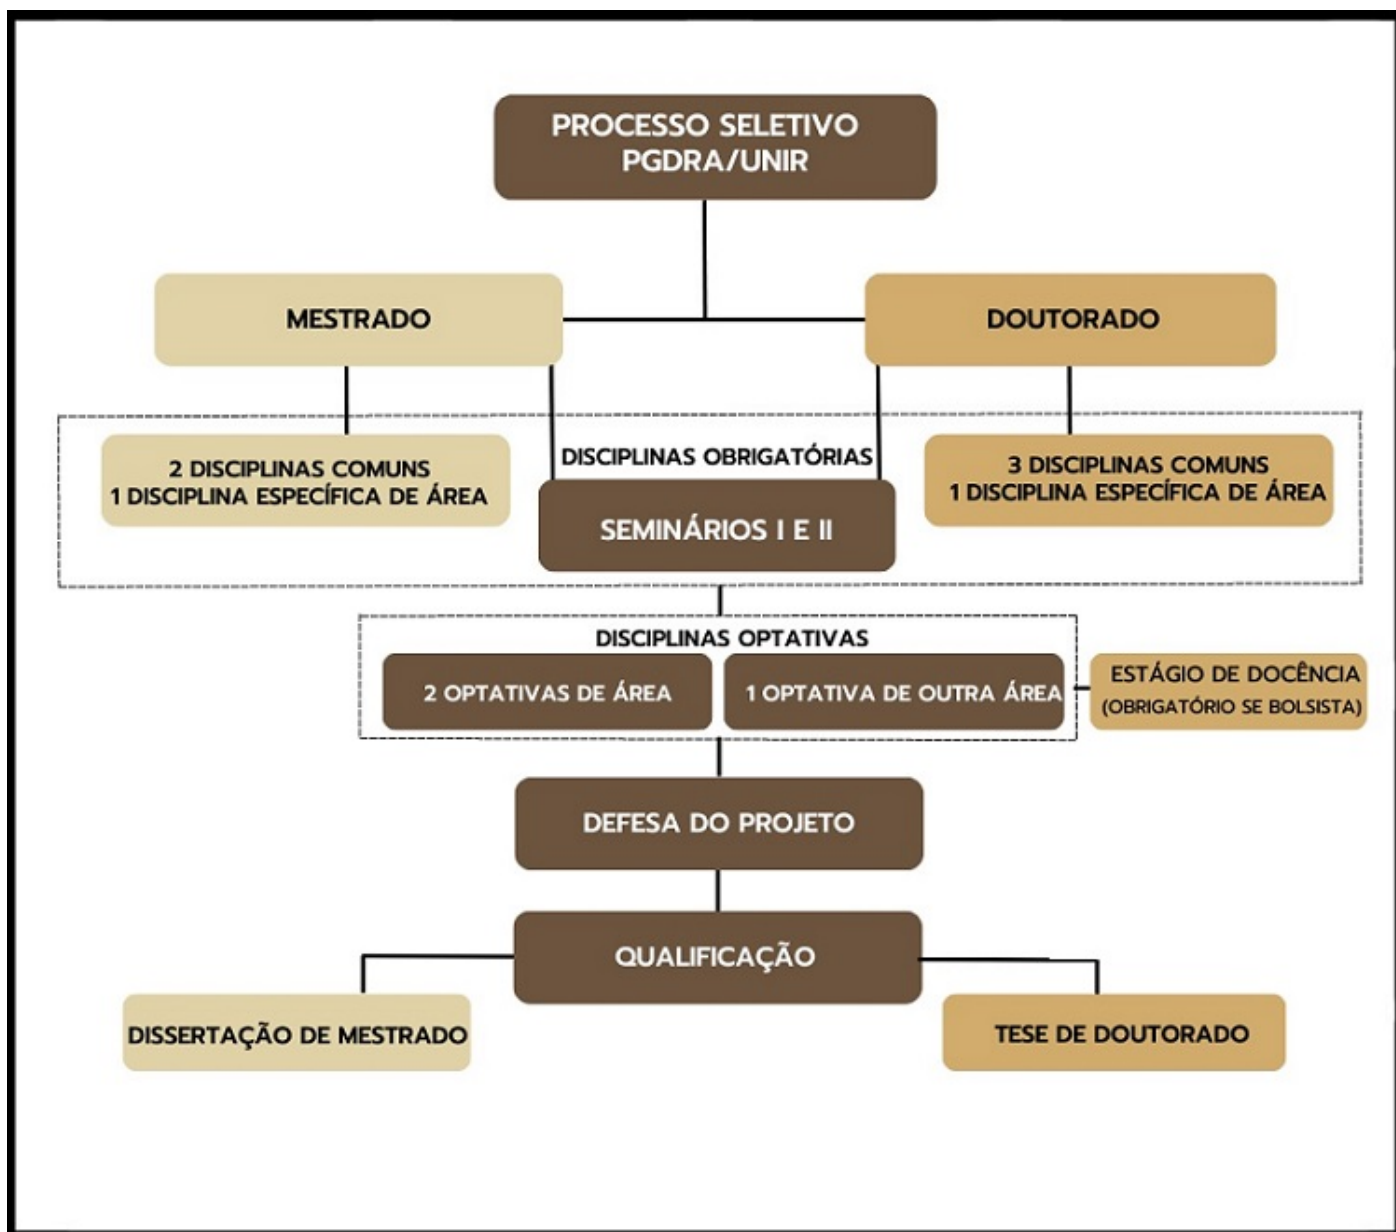 PROCESSO SELETIVO
PGDRA/UNIR
MESTRADO
DOUTORADO
2 DISCIPLINAS COMUNS
1 DISCIPLINA ESPECÍFICA DE ÁREA
DISCIPLINAS OBRIGATÓRIAS
SEMINÁRIOS I E II
3 DISCIPLINAS COMUNS
1 DISCIPLINA ESPECÍFICA DE ÁREA
DISCIPLINAS OPTATIVAS
2 OPTATIVAS DE ÁREA
1 OPTATIVA DE OUTRA ÁREA
ESTÁGIO DE DOCÊNCIA
(OBRIGATÓRIO SE BOLSISTA)
DEFESA DO PROJETO
QUALIFICAÇÃO
DISSERTAÇÃO DE MESTRADO
TESE DE DOUTORADO